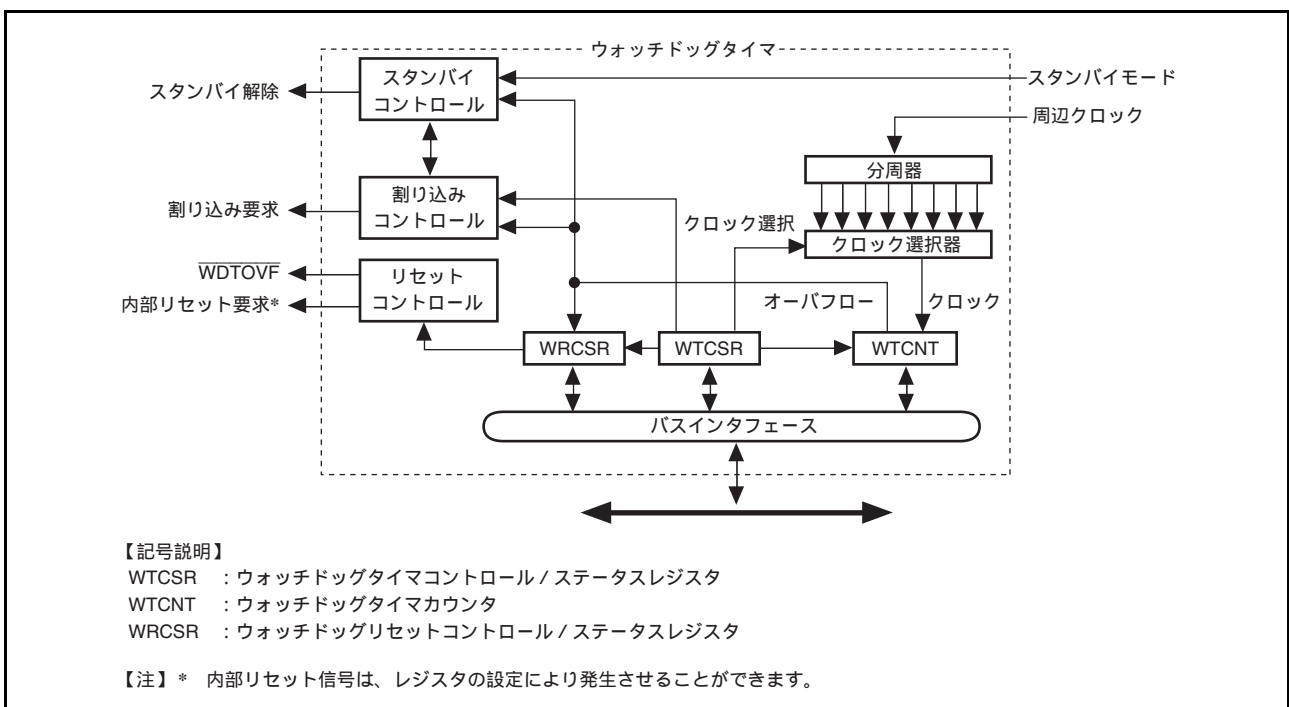 ウォッチドッグタイマ
スタンバイ
コントロール
スタンバイ解除
スタンバイモード
周辺クロック
分周器
割り込み
コントロール
割り込み要求
クロック選択
クロック選択器
WDTOVF
内部リセット要求*
リセット
コントロール
オーバフロー
クロック
WRCSR
WTCSR
WTCNT
バスインタフェース
【記号説明】
WTCSR :ウォッチドッグタイマコントロール / ステータスレジスタ
WTCNT :ウォッチドッグタイマカウンタ
WRCSR :ウォッチドッグリセットコントロール / ステータスレジスタ
【注】* 内部リセット信号は、レジスタの設定により発生させることができます。